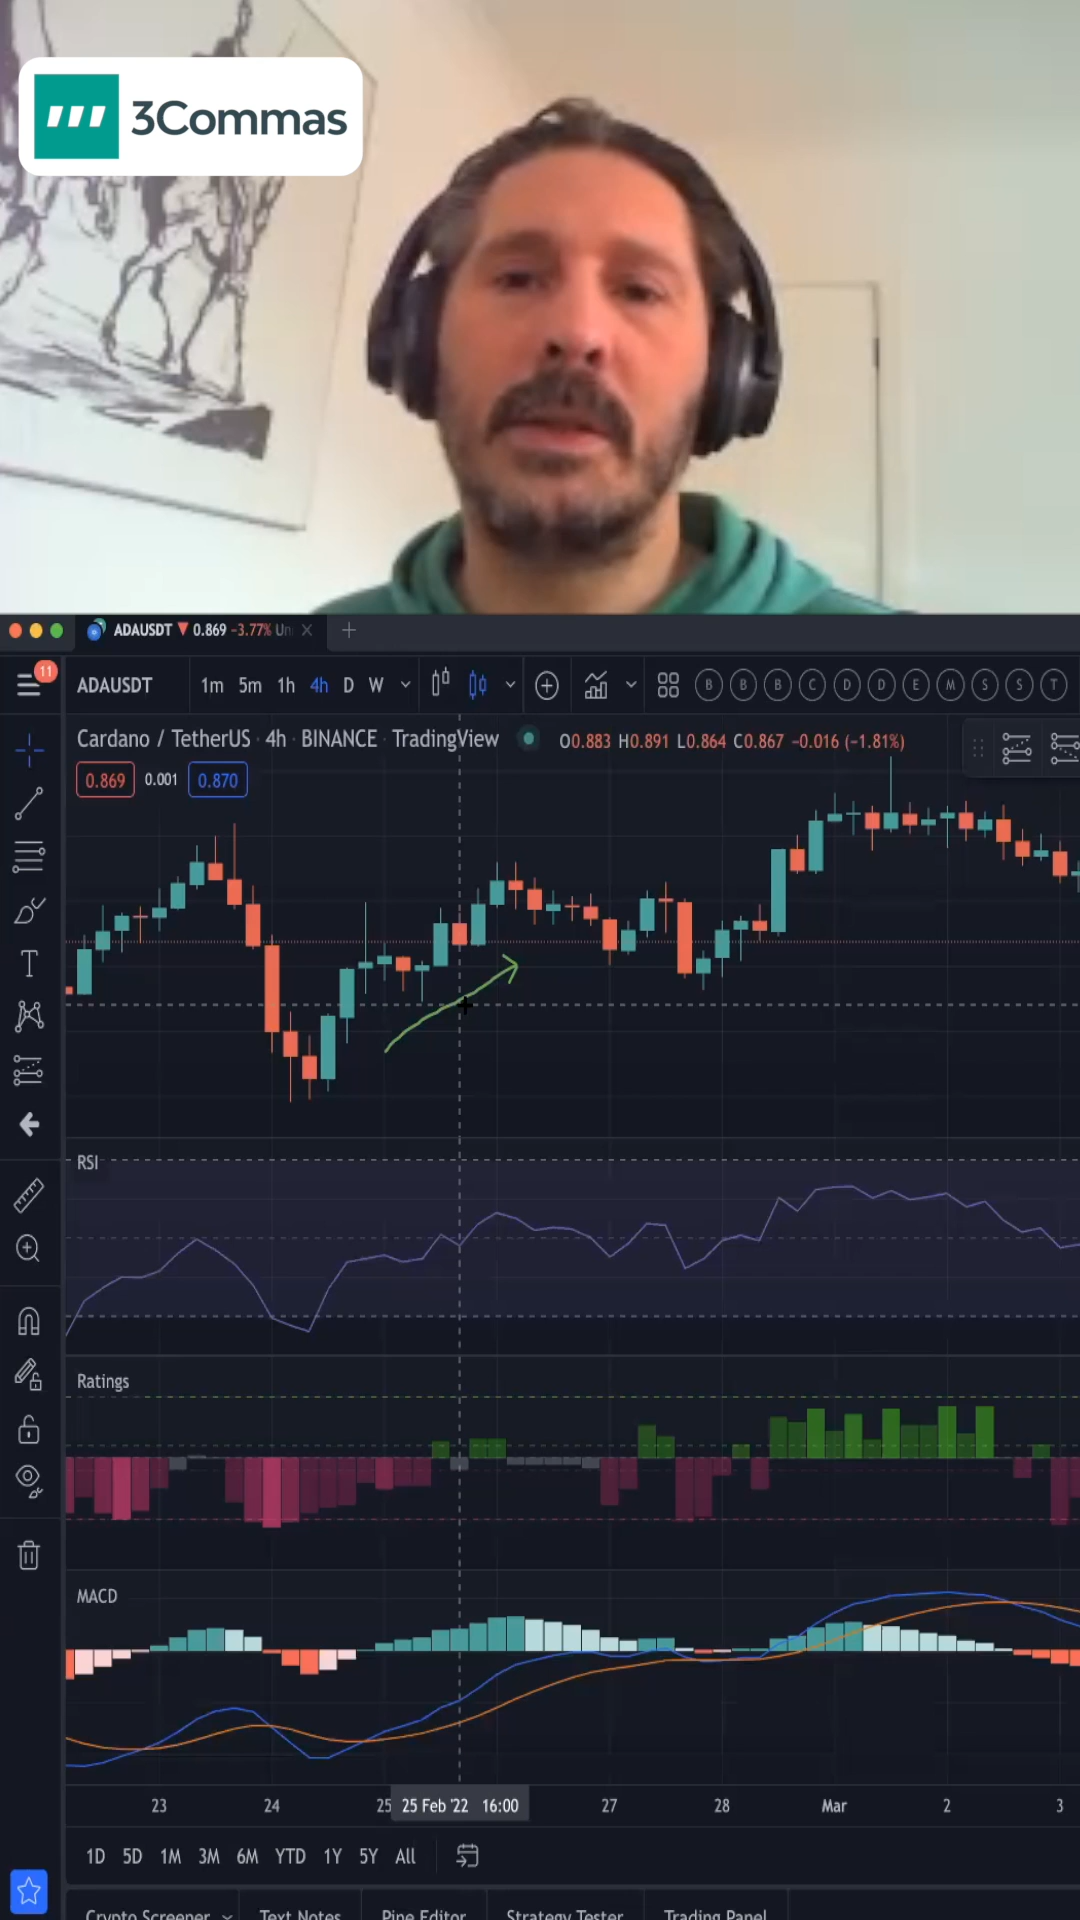 3Commas
ADAUSDT ▼ 0.869 -3.77% Un
11
ADAUSDT 1m 5m 1h 4h D W B B B C D D E M S S T
Cardano / TetherUS · 4h · BINANCE · TradingView O0.883 H0.891 L0.864 C0.867 -0.016 (-1.81%)
0.869 0.001 0.870
T
RSI
Ratings
MACD
23 24 25 25 Feb '22 16:00 27 28 Mar 2 3
1D 5D 1M 3M 6M YTD 1Y 5Y All
Crypto Screener Text Notes Pine Editor Strategy Tester Trading Panel